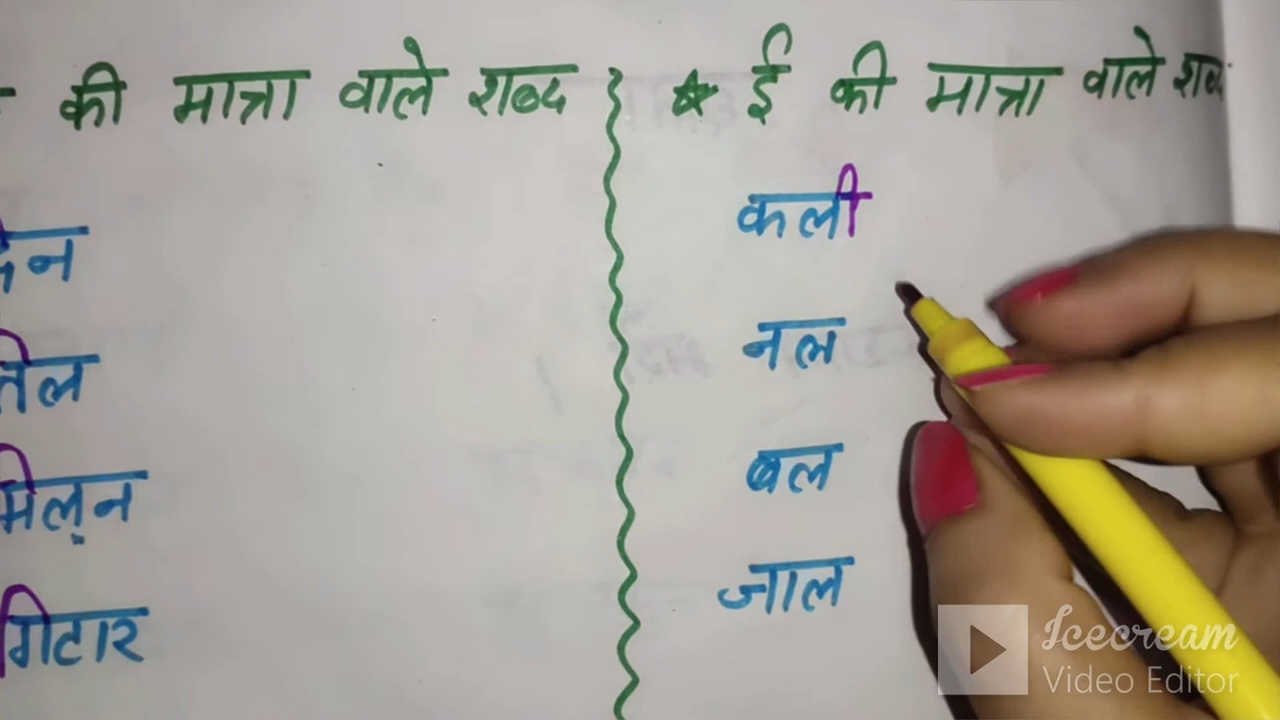 की मात्रा वाले शब्द
दिन
तिल
मिलन
गिटार
* ई की मात्रा वाले शब्द
कली
नल
बल
जाल
Icecream
Video Editor